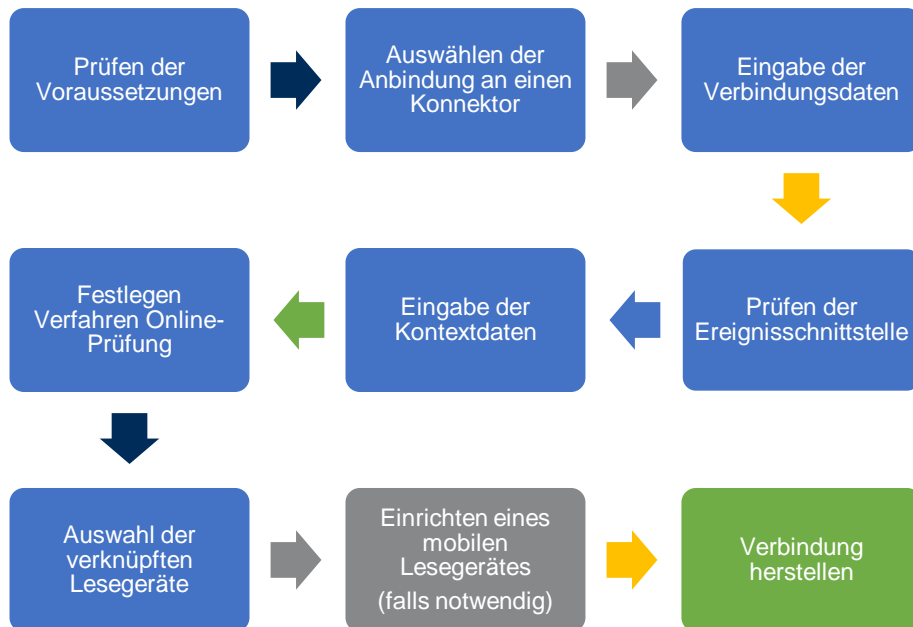 Prüfen der
Voraussetzungen
Auswählen der
Anbindung an einen
Konnektor
Eingabe der
Verbindungsdaten
Prüfen der
Ereignisschnittstelle
Eingabe der
Kontextdaten
Festlegen
Verfahren Online-
Prüfung
Auswahl der
verknüpften
Lesegeräte
Einrichten eines
mobilen
Lesegerätes
(falls notwendig)
Verbindung
herstellen